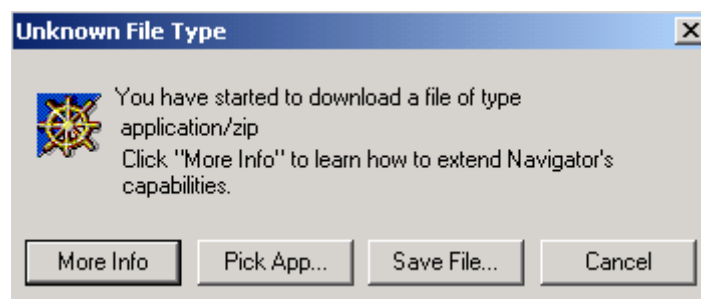 Unknown File Type
You have started to download a file of type
application/zip
Click "More Info" to learn how to extend Navigator's
capabilities.
More Info Pick App... Save File... Cancel